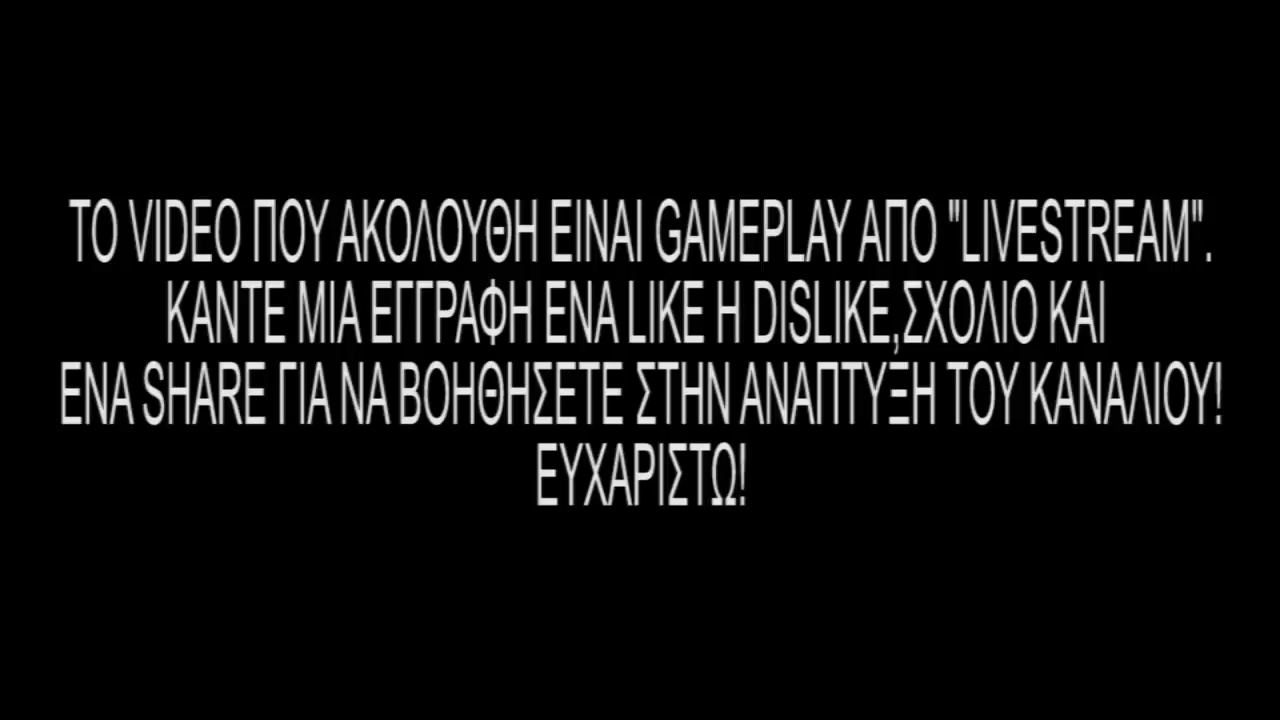 ΤΟ VIDEO ΠΟΥ ΑΚΟΛΟΥΘΗ ΕΙΝΑΙ GAMEPLAY ΑΠΟ "LIVESTREAM".
ΚΑΝΤΕ ΜΙΑ ΕΓΓΡΑΦΗ ΕΝΑ LIKE Η DISLIKE,ΣΧΟΛΙΟ ΚΑΙ
ΕΝΑ SHARE ΓΙΑ ΝΑ ΒΟΗΘΗΣΕΤΕ ΣΤΗΝ ΑΝΑΠΤΥΞΗ ΤΟΥ ΚΑΝΑΛΙΟΥ!
ΕΥΧΑΡΙΣΤΩ!